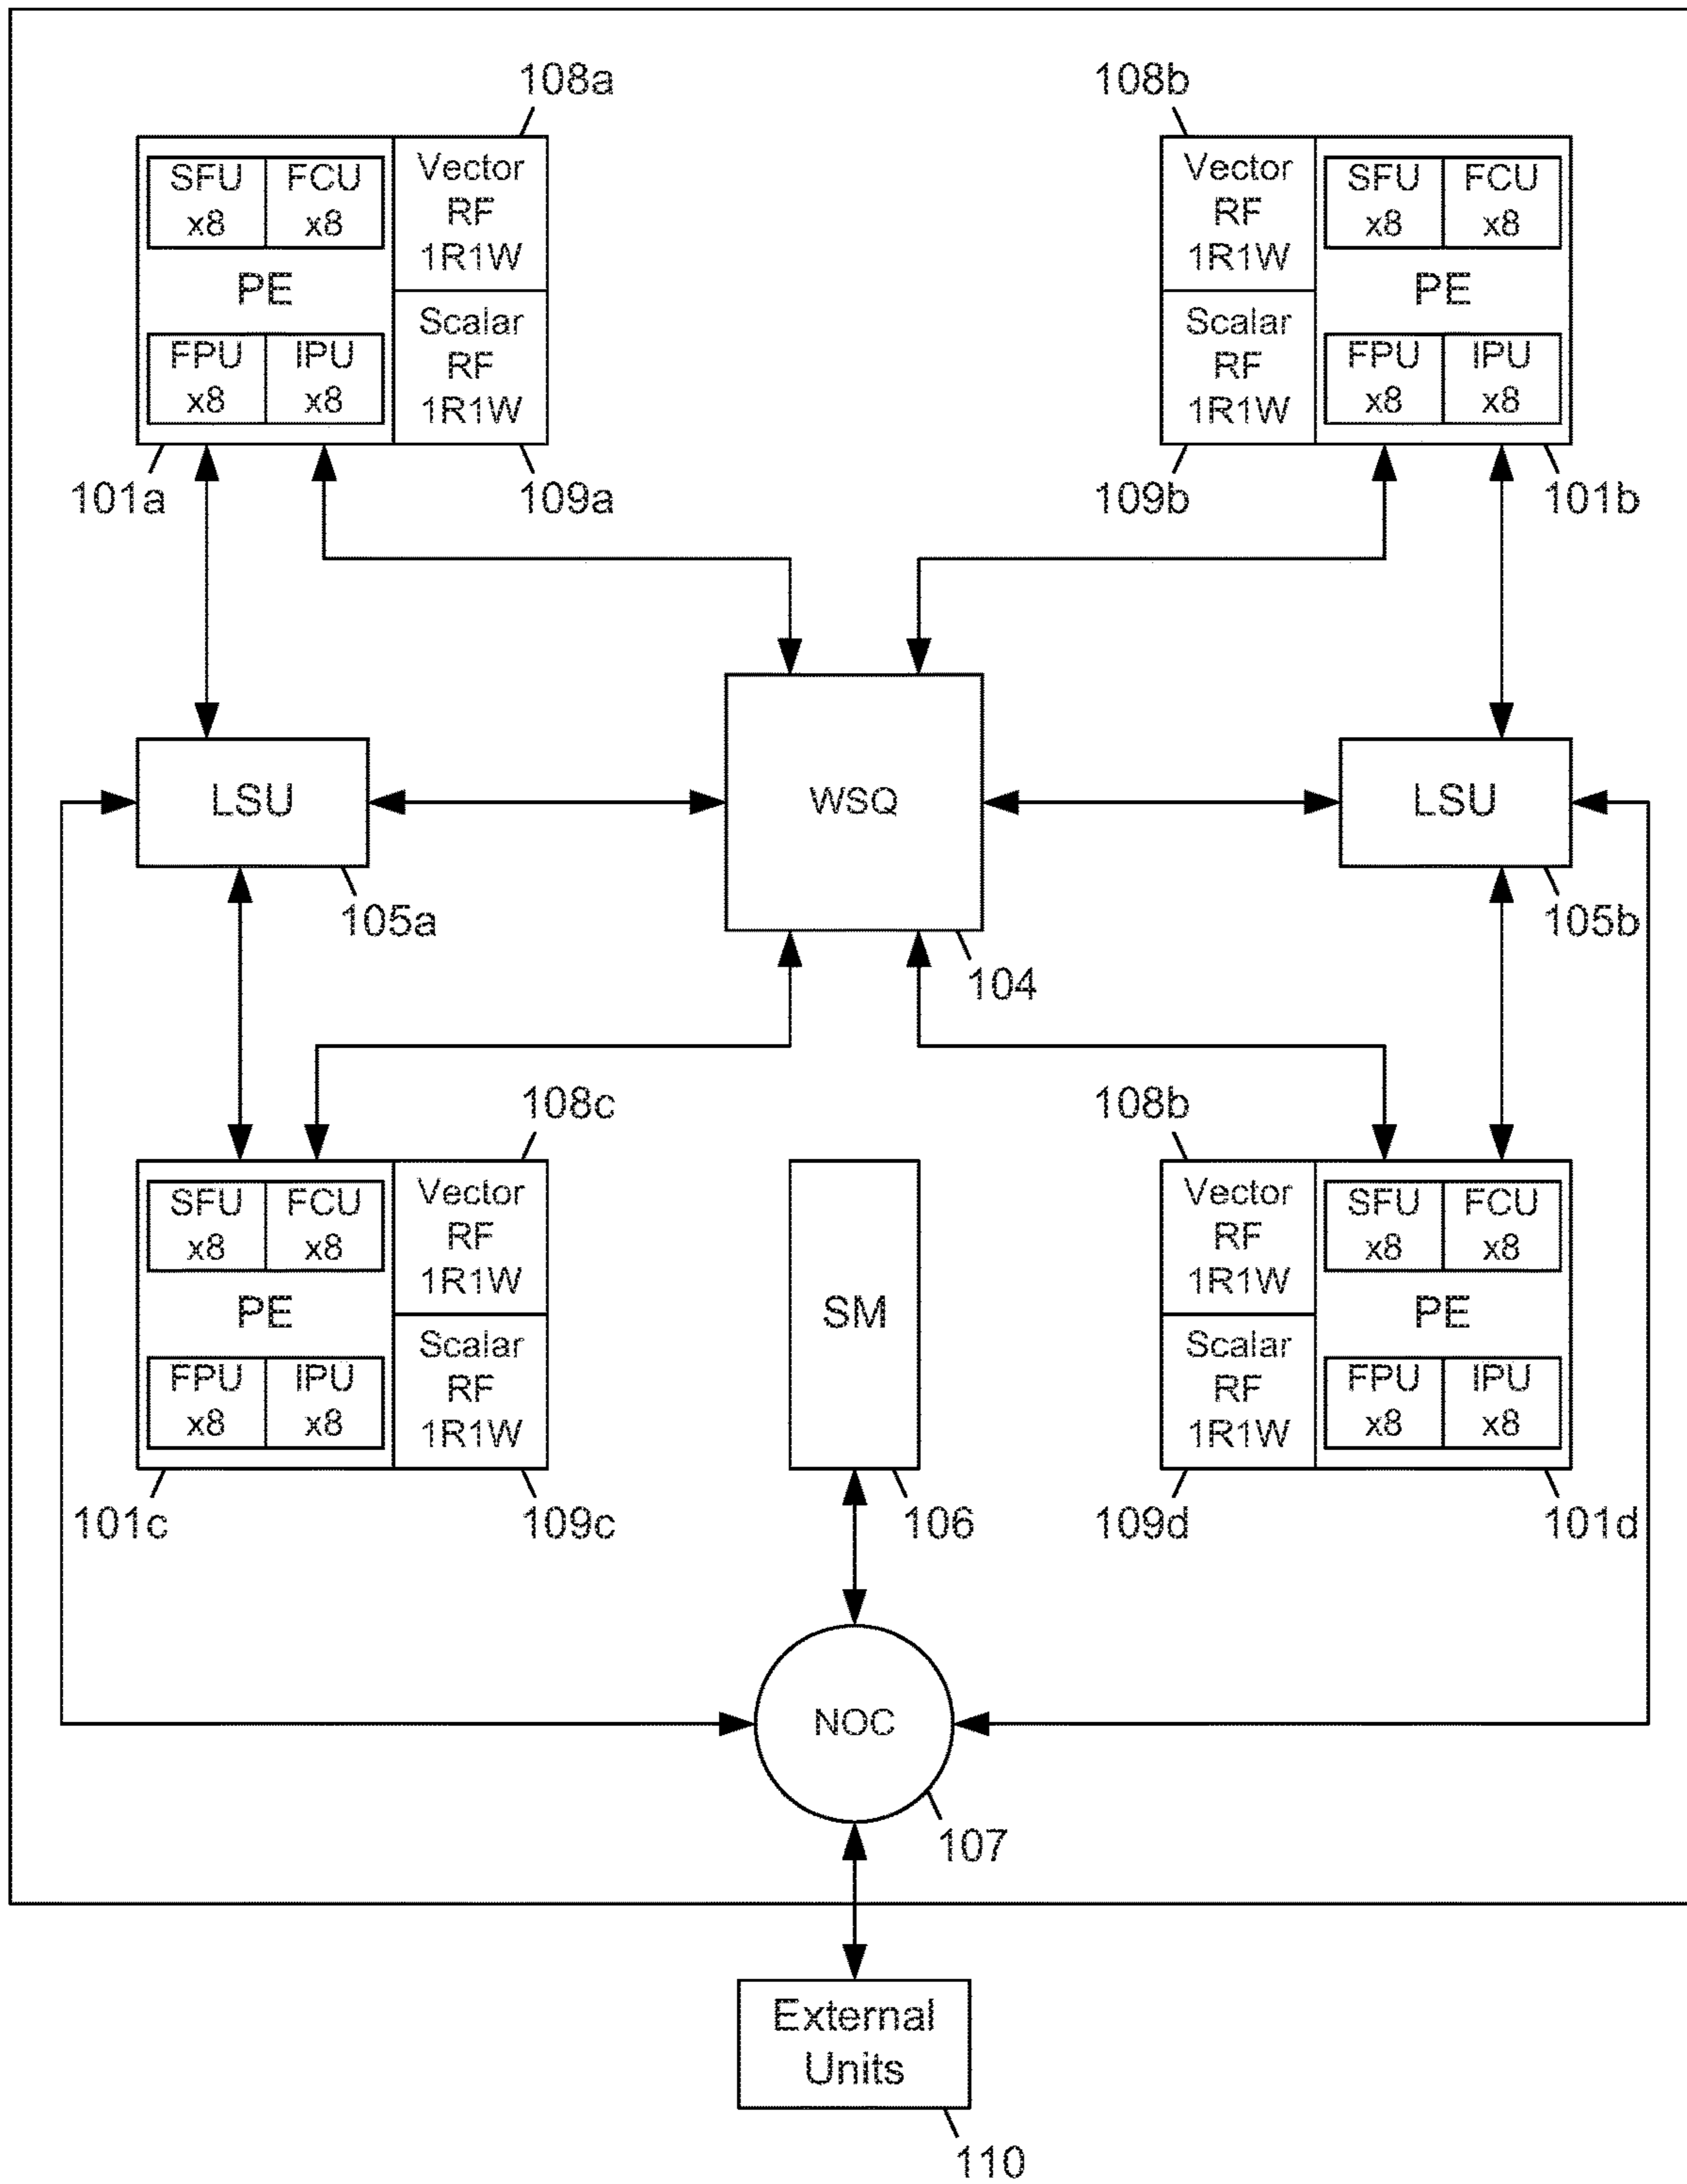 108a
108b
SFU
x8
FCU
x8
PE
FPU
x8
IPU
x8
Vector
RF
1R1W
Scalar
RF
1R1W
Vector
RF
1R1W
Scalar
RF
1R1W
SFU
x8
FCU
x8
PE
FPU
x8
IPU
x8
101a
109a
109b
101b
LSU
WSQ
LSU
105a
105b
104
108c
108b
SFU
x8
FCU
x8
PE
FPU
x8
IPU
x8
Vector
RF
1R1W
Scalar
RF
1R1W
SM
Vector
RF
1R1W
Scalar
RF
1R1W
SFU
x8
FCU
x8
PE
FPU
x8
IPU
x8
101c
109c
106
109d
101d
NOC
107
External
Units
110